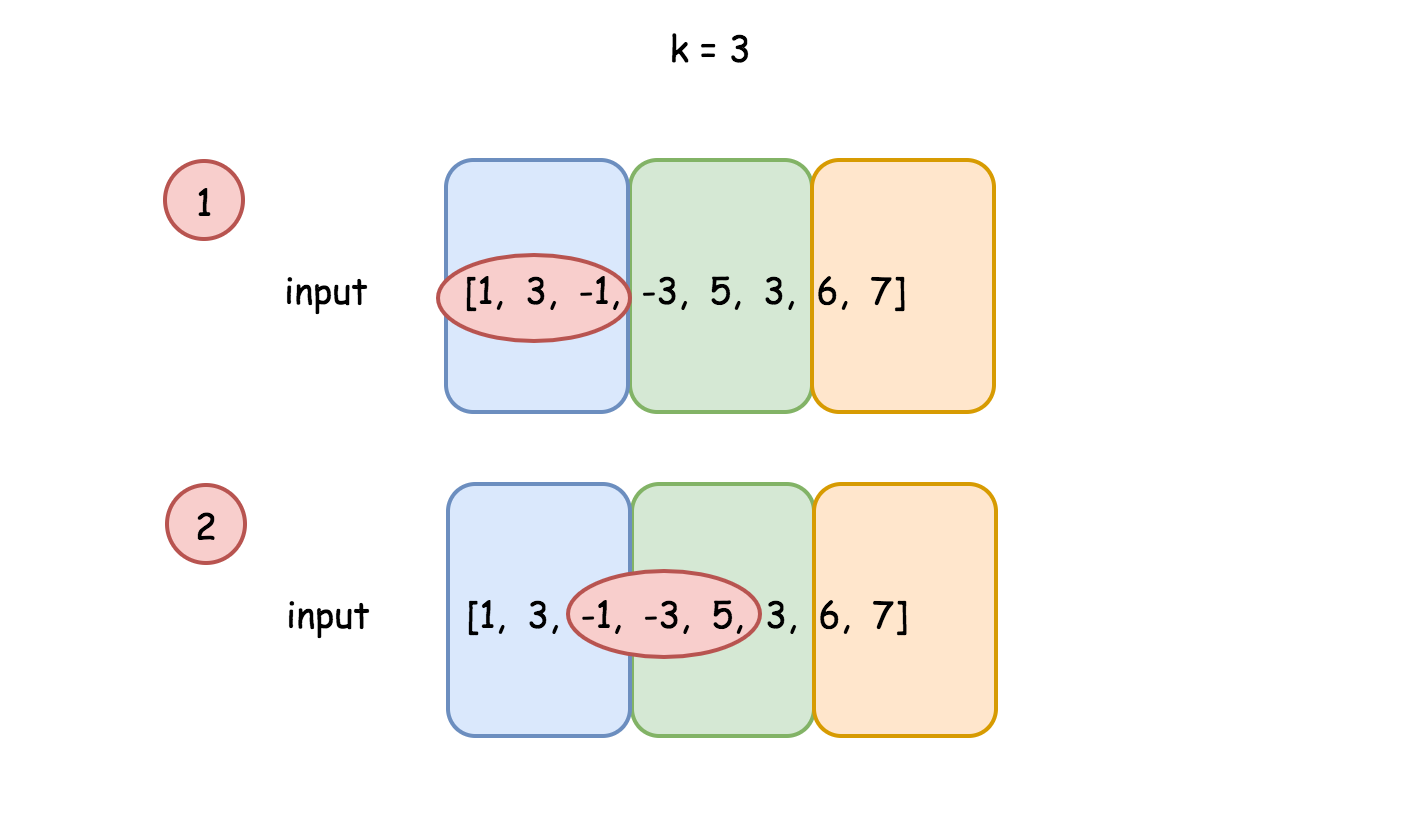 k = 3
1
input [1, 3, -1, -3, 5, 3, 6, 7]
2
input [1, 3, -1, -3, 5, 3, 6, 7]